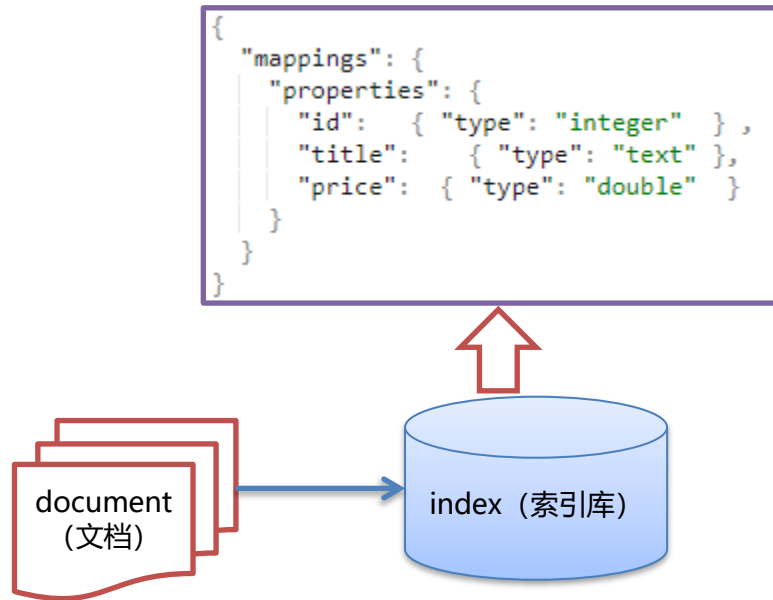 {
  "mappings": {
    "properties": {
      "id":   { "type": "integer"  } ,
      "title":    { "type": "text" },
      "price":  { "type": "double"  }
    }
  }
}
document
（文档）
index（索引库）